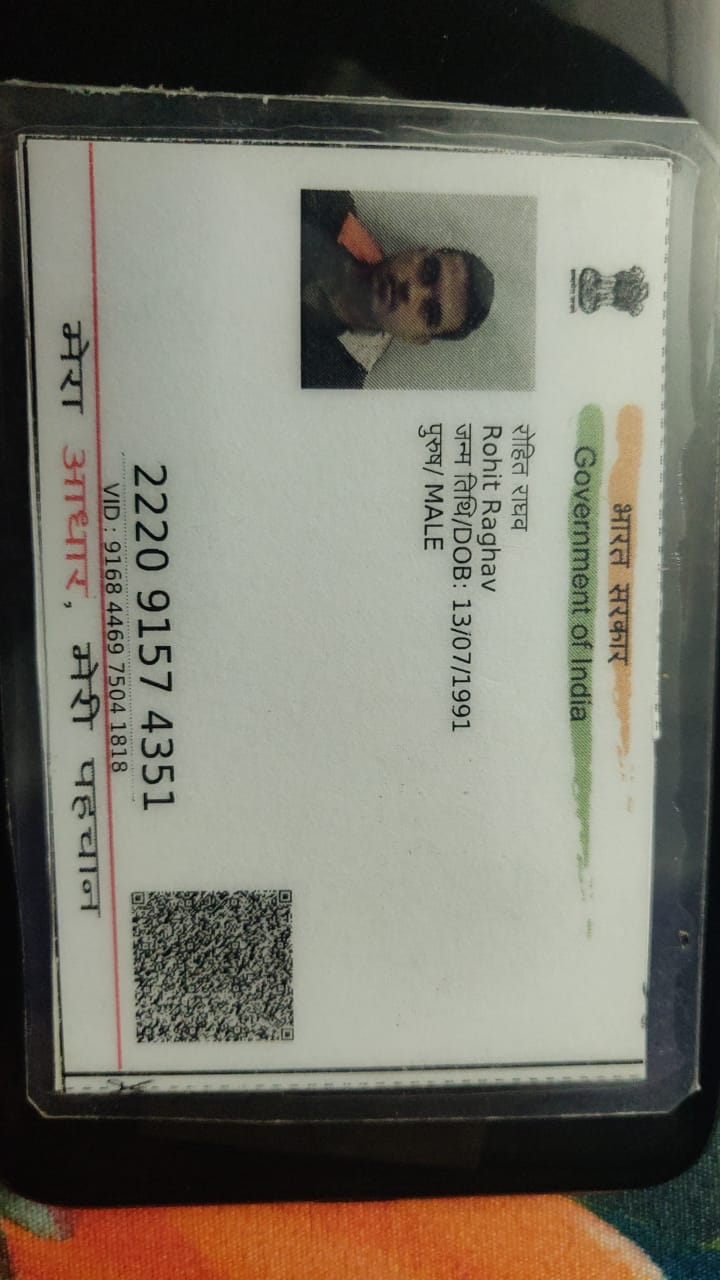 भारत सरकार
Government of India
रोहित राघव
Rohit Raghav
जन्म तिथि/DOB: 13/07/1991
पुरुष/ MALE
2220 9157 4351
VID : 9168 4469 7504 1818
मेरा आधार, मेरी पहचान